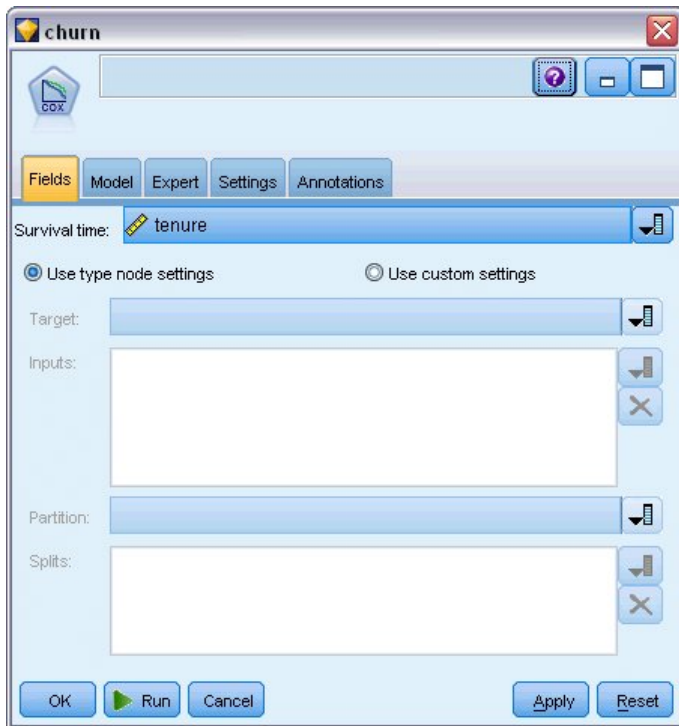 churn
COX
?
Fields Model Expert Settings Annotations
Survival time: tenure
Use type node settings Use custom settings
Target:
Inputs:
Partition:
Splits:
OK Run Cancel Apply Reset